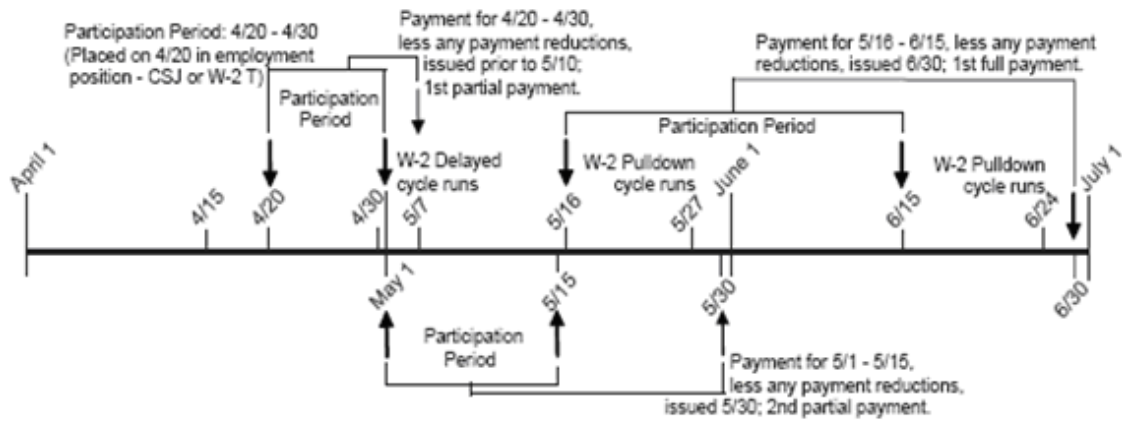 Participation Period: 4/20 - 4/30
(Placed on 4/20 in employment
position - CSJ or W-2 T)
Payment for 4/20 - 4/30,
less any payment reductions,
issued prior to 5/10;
1st partial payment.
Payment for 5/16 - 6/15, less any payment
reductions, issued 6/30; 1st full payment.
Participation
Period
Participation Period
W-2 Delayed
cycle runs
W-2 Pulldown
cycle runs
W-2 Pulldown
cycle runs
April 1
4/15
4/20
4/30
5/7
5/16
5/27
June 1
6/15
6/24
July 1
May 1
5/15
5/30
6/30
Participation
Period
Payment for 5/1 - 5/15,
less any payment reductions,
issued 5/30; 2nd partial payment.